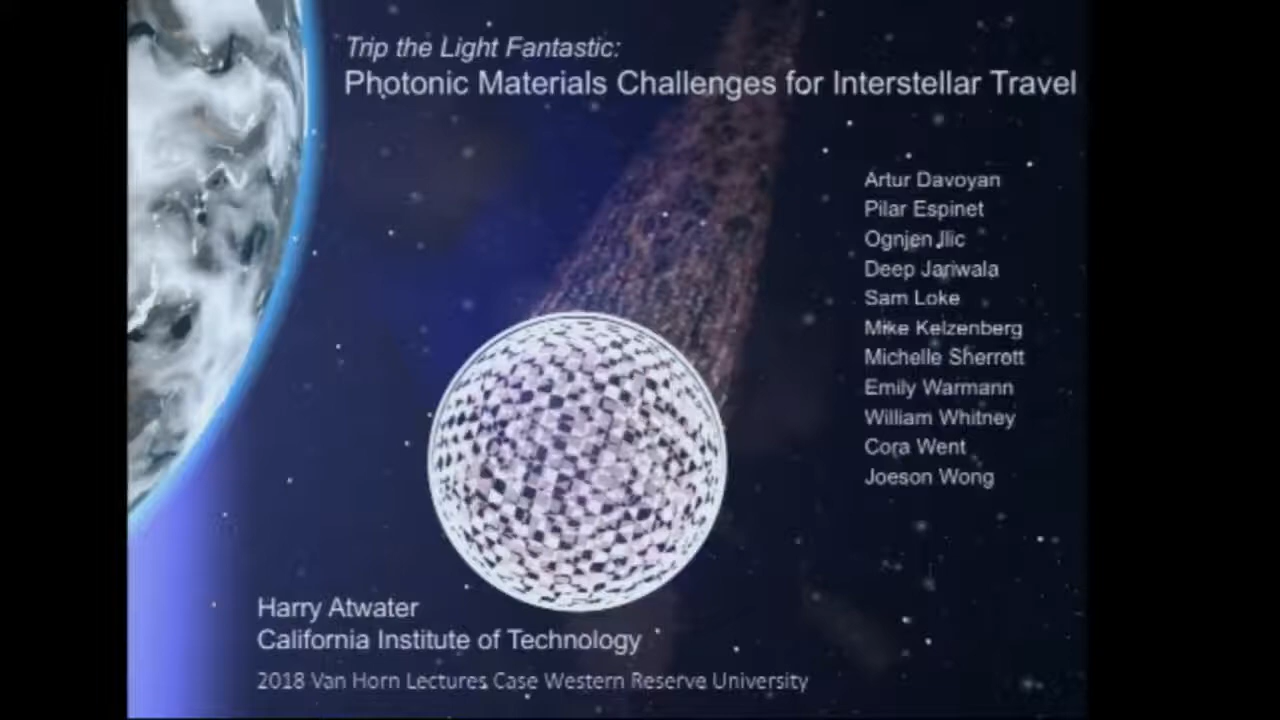 Trip the Light Fantastic:
Photonic Materials Challenges for Interstellar Travel
Artur Davoyan
Pilar Espinet
Ognjen Ilic
Deep Jariwala
Sam Loke
Mike Kelzenberg
Michelle Sherrott
Emily Warmann
William Whitney
Cora Went
Joeson Wong
Harry Atwater
California Institute of Technology
2018 Van Horn Lectures Case Western Reserve University